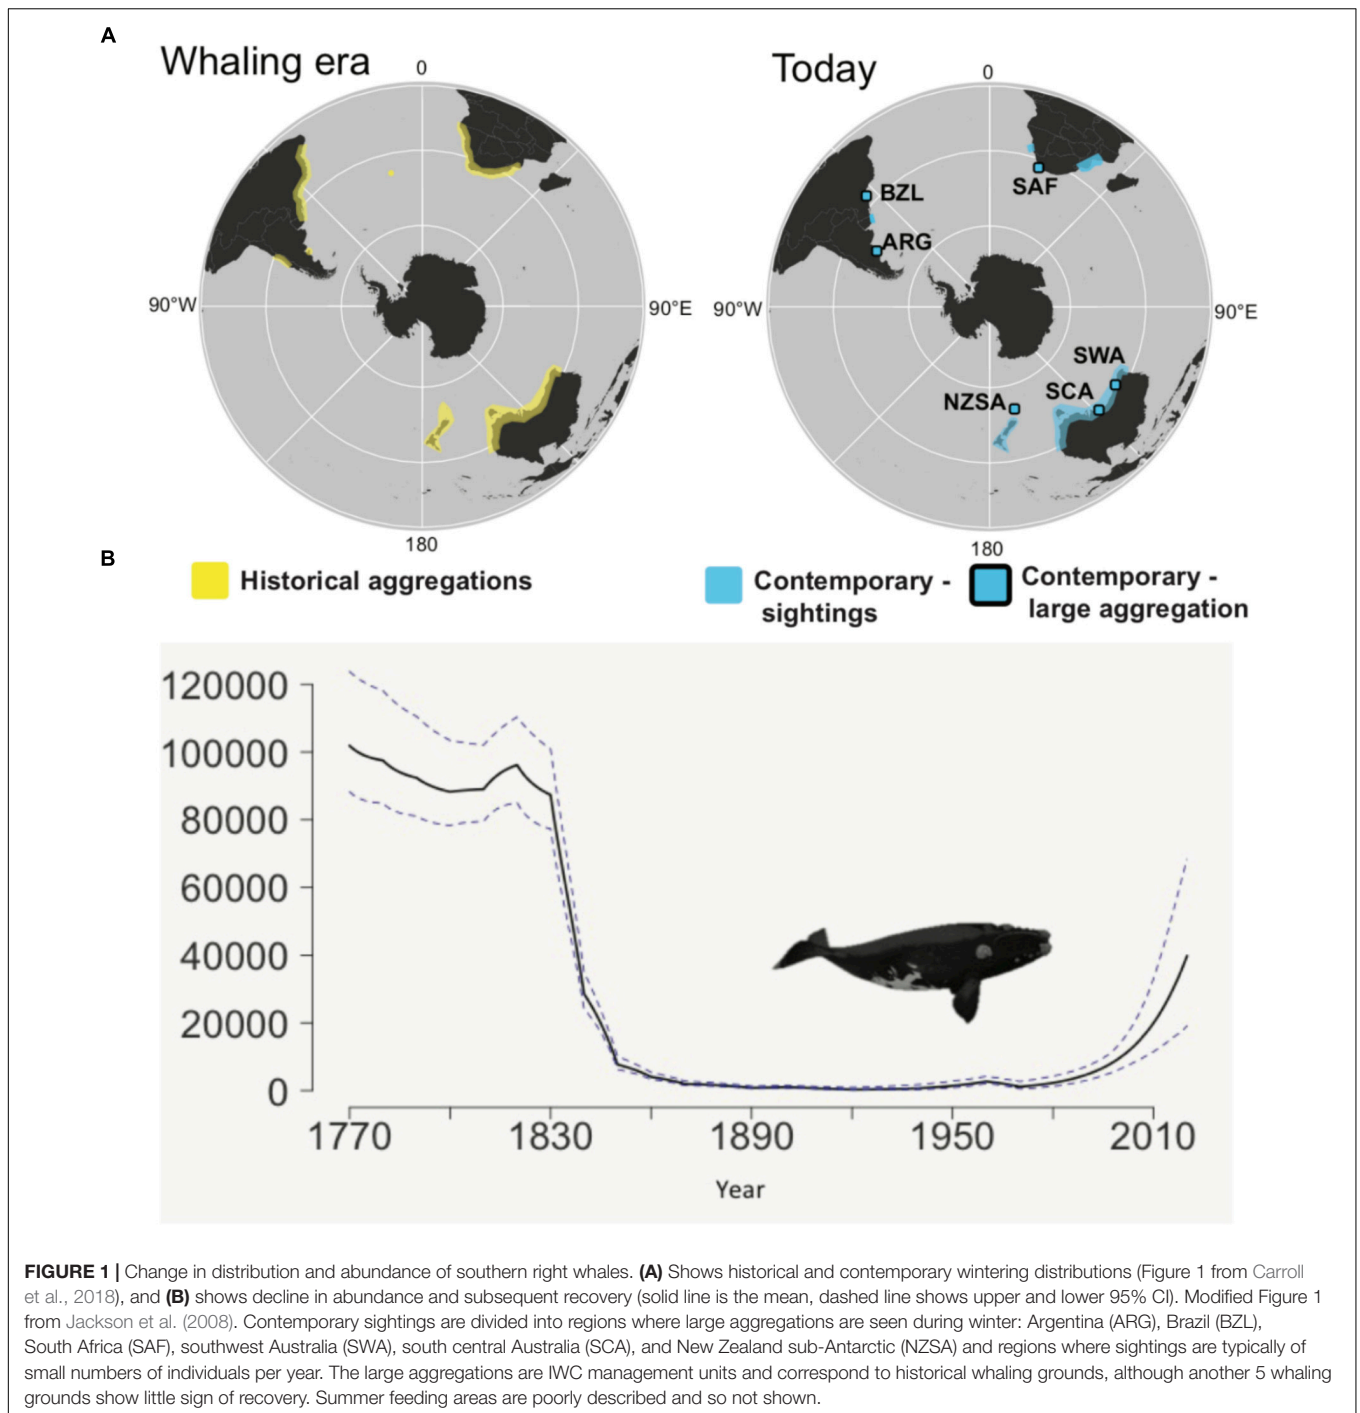 A
Whaling era
Today
0
0
BZL
SAF
ARG
90°W
90°E
90°W
90°E
SWA
SCA
NZSA
180
180
B
Historical aggregations
Contemporary -
sightings
Contemporary -
large aggregation
120000
100000
80000
60000
40000
20000
0
1770
1830
1890
1950
2010
Year
FIGURE 1 | Change in distribution and abundance of southern right whales. (A) Shows historical and contemporary wintering distributions (Figure 1 from Carroll
et al., 2018), and (B) shows decline in abundance and subsequent recovery (solid line is the mean, dashed line shows upper and lower 95% CI). Modified Figure 1
from Jackson et al. (2008). Contemporary sightings are divided into regions where large aggregations are seen during winter: Argentina (ARG), Brazil (BZL),
South Africa (SAF), southwest Australia (SWA), south central Australia (SCA), and New Zealand sub-Antarctic (NZSA) and regions where sightings are typically of
small numbers of individuals per year. The large aggregations are IWC management units and correspond to historical whaling grounds, although another 5 whaling
grounds show little sign of recovery. Summer feeding areas are poorly described and so not shown.